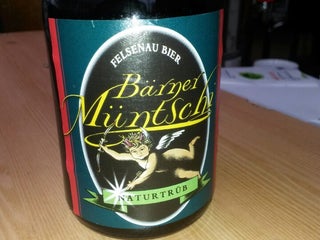 FELSENAU BIER
Bärner
Müntschi
NATURTRÜB